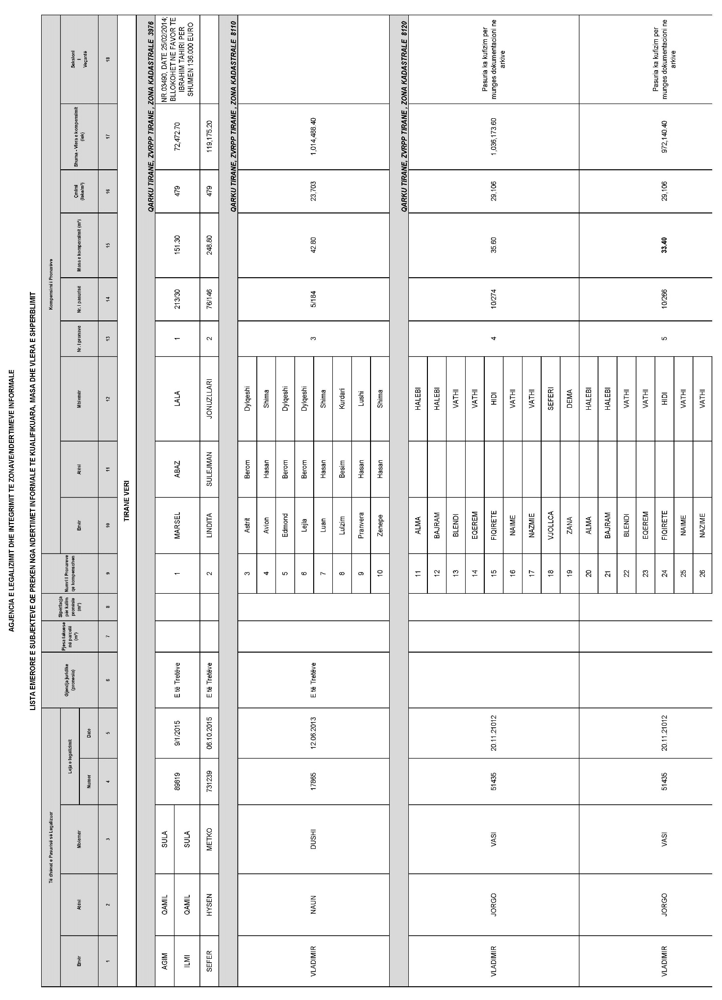 AGJENCIA E LEGALIZIMIT DHE INTEGRIMIT TE ZONAVE/NDERTIMEVE INFORMALE
LISTA EMERORE E SUBJEKTEVE QE PREKEN NGA NDERTIMET INFORMALE TE KUALIFIKUARA, MASA DHE VLERA E SHPERBLIMIT
Të dhënat e Pasurisë së Legalizuar
Gjendja juridike
(pronesia)
Pjesa takuese
në parcelë
(m²)
Sipërfaqja
për kalim
pronësie
(m²)
Numri i Pronareve
qe kompensohen
Kompensimi i Pronarëve
Emër Atësi Mbiemër
Leja e legalizimit
Numer Date
Emër Atësi Mbiemër Nr. I pronave Nr. I pasurisë Masa e kompensimit (m²)
Çmimi
(leke/m²)
Shuma - Vlera e kompensimit
(lek)
Seksioni
I
Veçantë
1 2 3 4 5 6 7 8 9 10 11 12 13 14 15 16 17 18
TIRANE VERI
QARKU TIRANE, ZVRPP TIRANE , ZONA KADASTRALE 3976
AGIM QAMIL SULA
ILMI QAMIL SULA
89819 9/1/2015 E të Tretëve 1 MARSEL ABAZ LALA 1 213/30 151.30 479 72,472.70
NR.03490, DATE 25/02/2014;
BLLOKOHET NE FAVOR TE
IBRAHIM TAHIRI PER
SHUMEN 136.000 EURO
SEFER HYSEN METKO 731239 06.10.2015 E të Tretëve 2 LINDITA SULEJMAN JONUZLLARI 2 76/146 248.80 479 119,175.20
QARKU TIRANE, ZVRPP TIRANE , ZONA KADASTRALE 8110
VLADIMIR NAUN DUSHI 17865 12.06.2013 E të Tretëve
3 Astrit Berom Dylqeshi
4 Avion Hasan Shima
5 Edmond Berom Dylqeshi
6 Lejla Berom Dylqeshi
7 Luan Hasan Shima
8 Luizim Besim Kurdari
9 Pranvera Hasan Lushi
10 Zenepe Hasan Shima
3 5/184 42.80 23,703 1,014,488.40
QARKU TIRANE, ZVRPP TIRANE , ZONA KADASTRALE 8120
VLADIMIR JORGO VASI 51435 20.11.21012
11 ALMA HALEBI
12 BAJRAM HALEBI
13 BLENDI VATHI
14 EQEREM VATHI
15 FIQIRETE HIDI
16 NAIME VATHI
17 NAZMIE VATHI
18 VJOLLCA SEFERI
19 ZANA DEMA
4 10/274 35.60 29,106 1,036,173.60
Pasuria ka kufizim per
munges dokumentacioni ne
arkive
VLADIMIR JORGO VASI 51435 20.11.21012
20 ALMA HALEBI
21 BAJRAM HALEBI
22 BLENDI VATHI
23 EQEREM VATHI
24 FIQIRETE HIDI
25 NAIME VATHI
26 NAZIME VATHI
5 10/266 33.40 29,106 972,140.40
Pasuria ka kufizim per
munges dokumentacioni ne
arkive